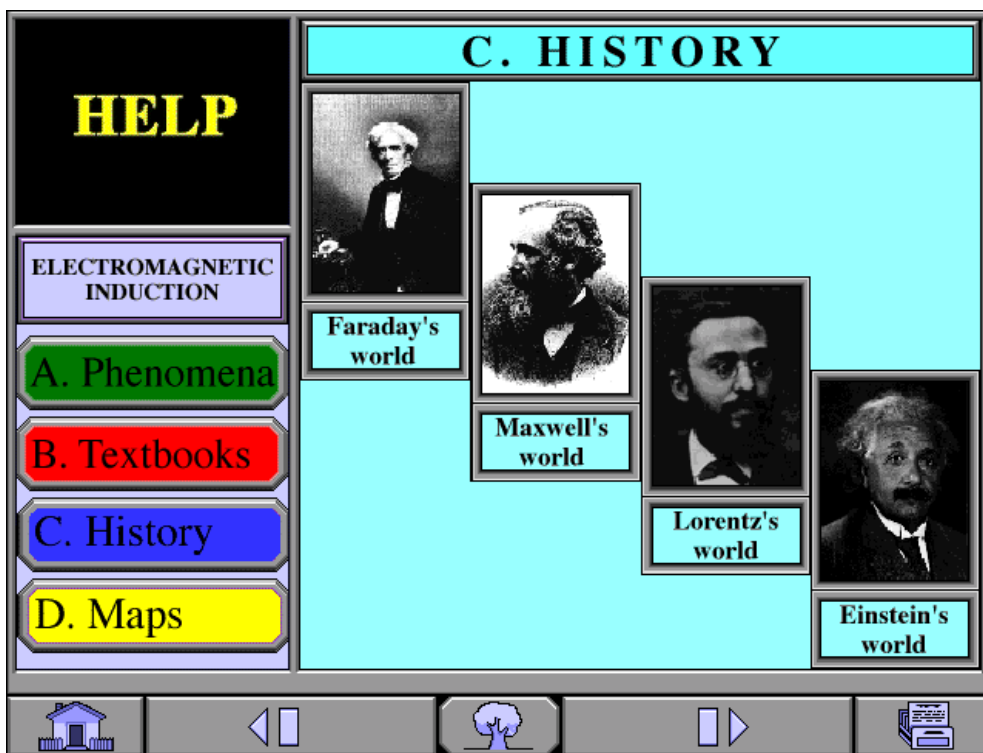 HELP
ELECTROMAGNETIC
INDUCTION
A. Phenomena
B. Textbooks
C. History
D. Maps
C. HISTORY
Faraday's
world
Maxwell's
world
Lorentz's
world
Einstein's
world